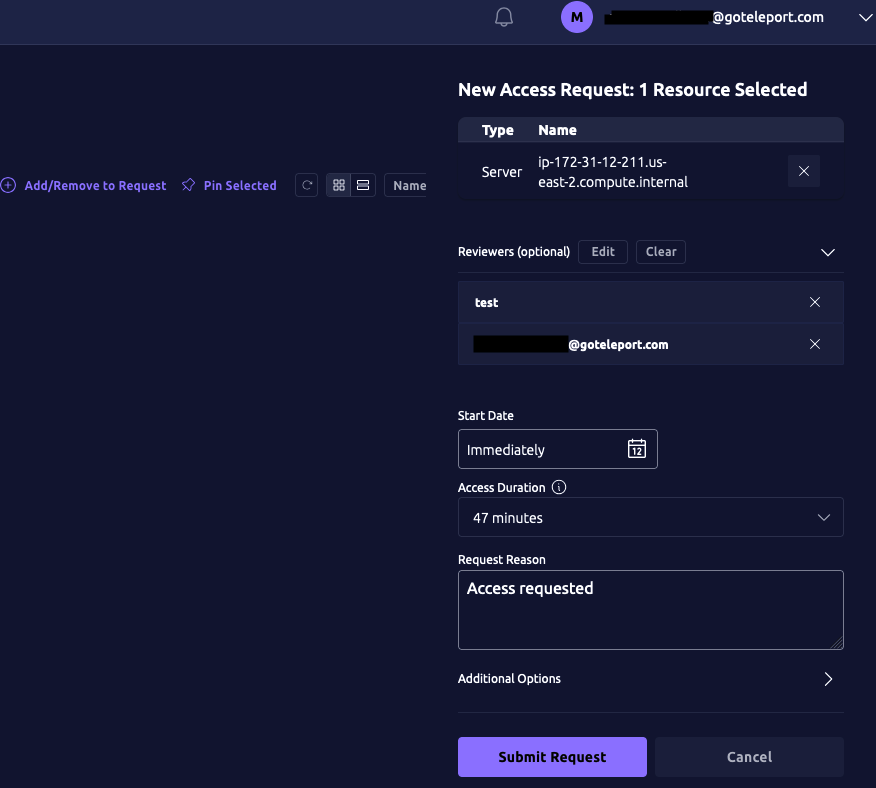 M @goteleport.com
New Access Request: 1 Resource Selected
Type Name
Server ip-172-31-12-211.us-
east-2.compute.internal
Add/Remove to Request Pin Selected Name
Reviewers (optional) Edit Clear
test
@goteleport.com
Start Date
Immediately 12
Access Duration
47 minutes
Request Reason
Access requested
Additional Options
Submit Request Cancel